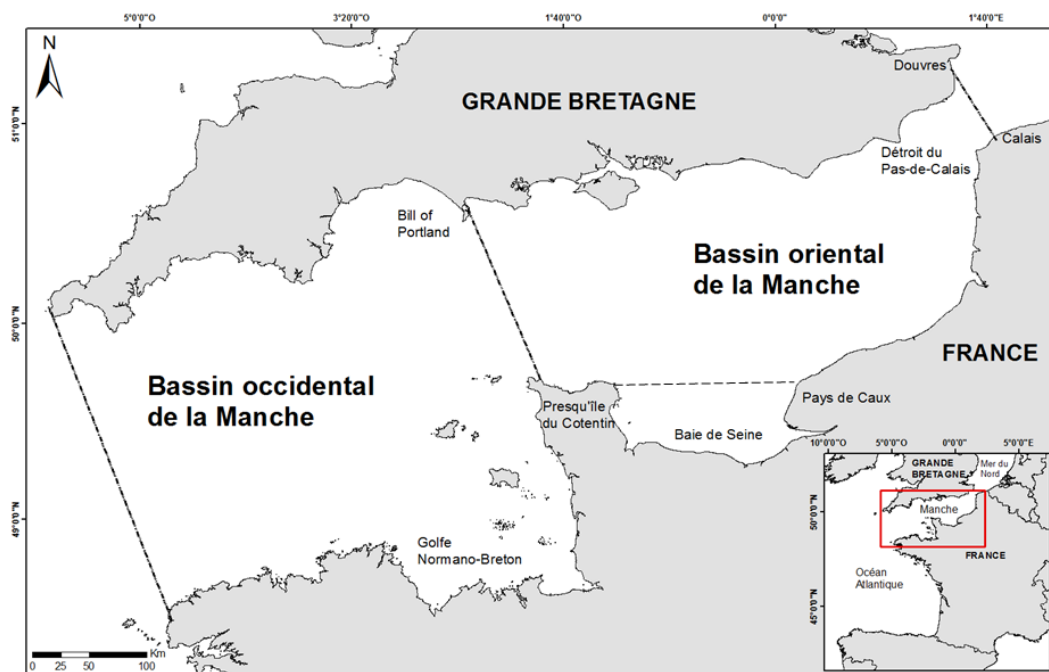 5°0'0"E
3°20'0"E
1°40'0"E
0°0'0"
1°40'0"E
N
51°0'0"N
50°0'0"N
49°0'0"N
Douvres
GRANDE BRETAGNE
Calais
Détroit du
Pas-de-Calais
Bill of
Portland
Bassin oriental
de la Manche
FRANCE
Bassin occidental
de la Manche
Presqu'île
du Cotentin
Pays de Caux
Baie de Seine
Golfe
Normano-Breton
Km
0 25 50 100
10°0'0"E
5°0'0"E
0°0'0"E
5°0'0"E
50°0'0"N
45°0'0"N
GRANDE
BRETAGNE
Mer du
Nord
Manche
FRANCE
Océan
Atlantique